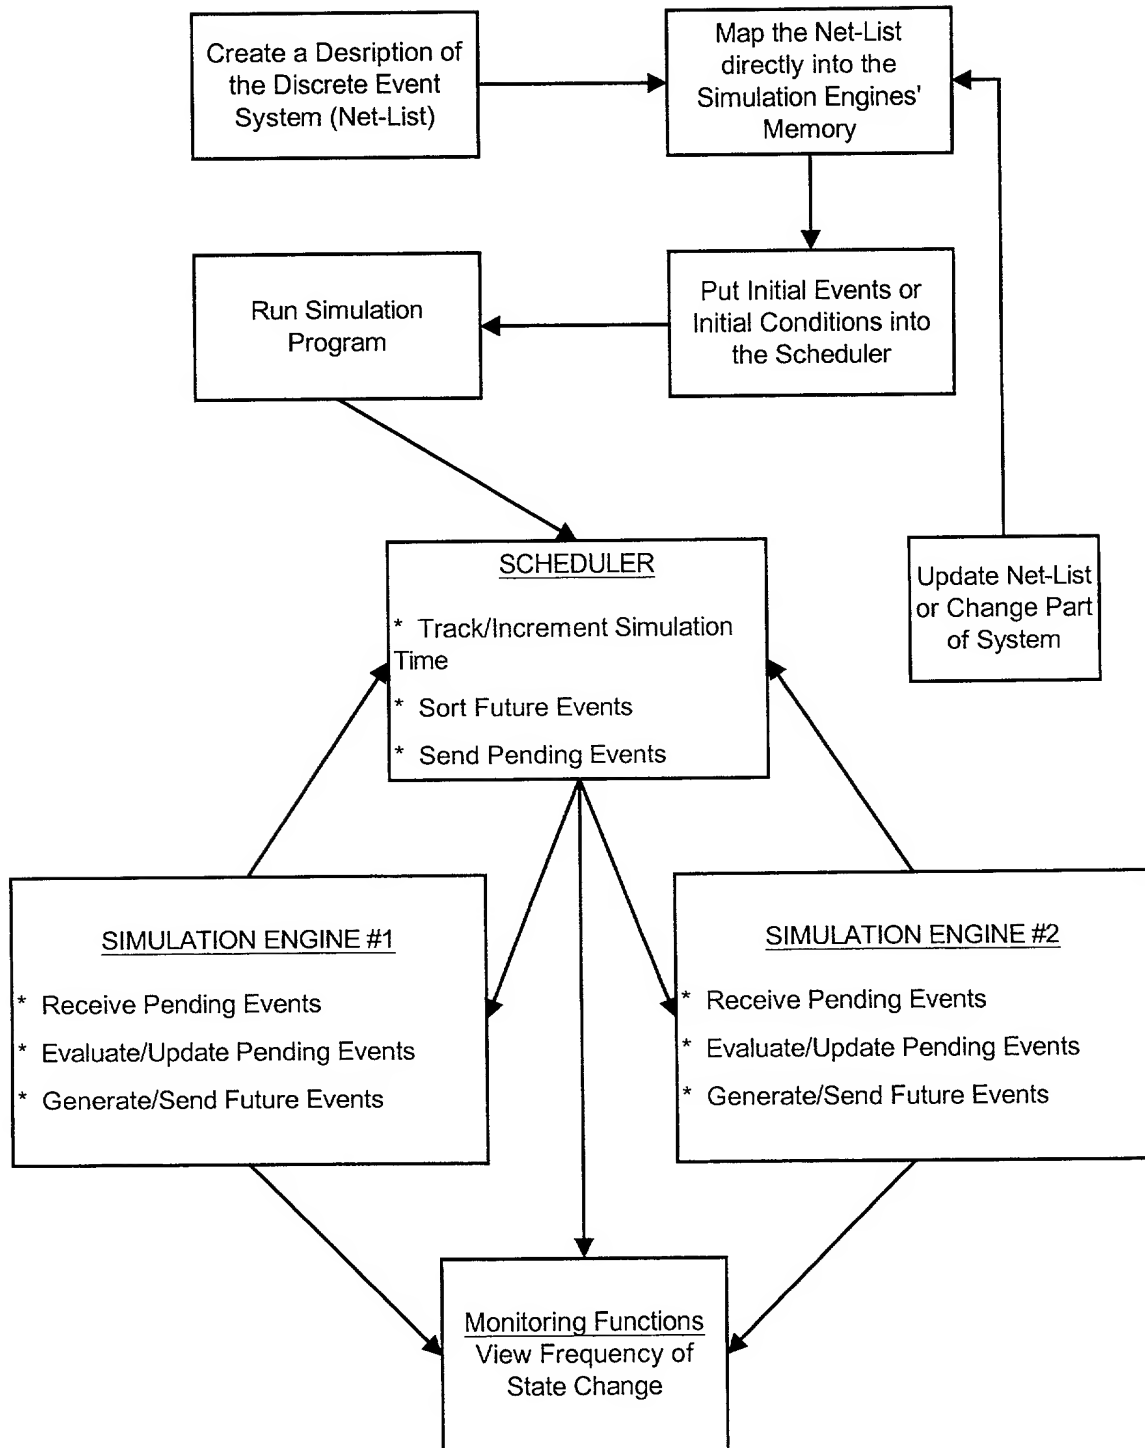 Create a Desription of
the Discrete Event
System (Net-List)
Map the Net-List
directly into the
Simulation Engines'
Memory
Run Simulation
Program
Put Initial Events or
Initial Conditions into
the Scheduler
SCHEDULER
* Track/Increment Simulation
Time
* Sort Future Events
* Send Pending Events
Update Net-List
or Change Part
of System
SIMULATION ENGINE #1
* Receive Pending Events
* Evaluate/Update Pending Events
* Generate/Send Future Events
SIMULATION ENGINE #2
* Receive Pending Events
* Evaluate/Update Pending Events
* Generate/Send Future Events
Monitoring Functions
View Frequency of
State Change